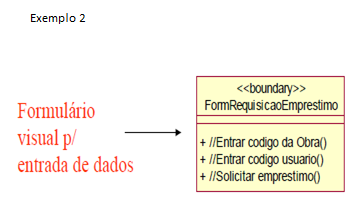 Exemplo 2
Formulário
visual p/
entrada de dados
<<boundary>>
FormRequisicaoEmprestimo
+ //Entrar codigo da Obra()
+ //Entrar codigo usuario()
+ //Solicitar emprestimo()